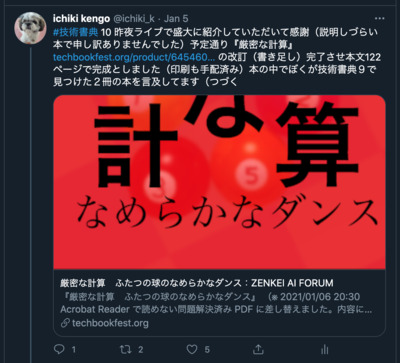 ichiki kengo @ichiki_k · Jan 5
#技術書典 10 昨夜ライブで盛大に紹介していただいて感謝（説明しづらい
本で申し訳ありませんでした）予定通り『厳密な計算』
techbookfest.org/product/645460... の改訂（書き足し）完了させ本文122
ページで完成としました（印刷も手配済み）本の中でぼくが技術書典９で
見つけた２冊の本を言及してます（つづく
な
計算
5
なめらかなダンス
厳密な計算　ふたつの球のなめらかなダンス：ZENKEI AI FORUM
『厳密な計算　ふたつの球のなめらかなダンス』 （※ 2021/01/06 20:30
Acrobat Reader で読めない問題解決済み PDF に差し替えました。内容に...
techbookfest.org
1 2 5